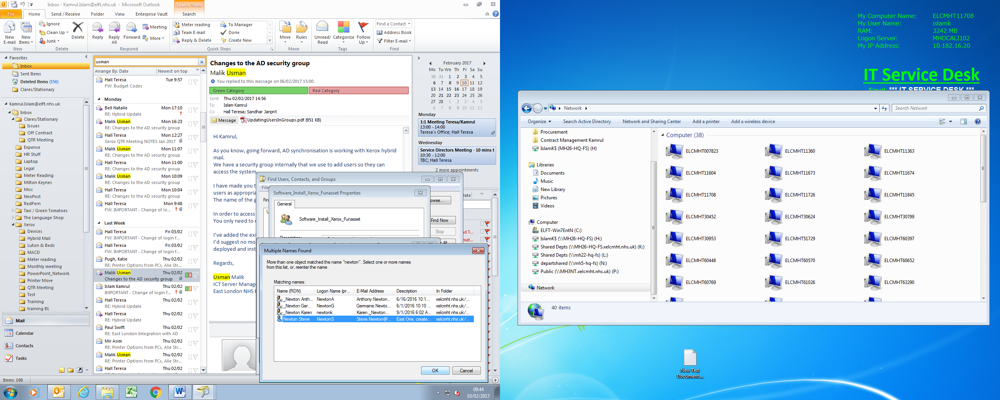 Inbox - Kamrul.Islam@elft.nhs.uk - Microsoft Outlook
Search Tools
File Home Send / Receive Folder View Enterprise Vault Search
New E-mail
New Items
New
Ignore
Clean Up
Junk
Delete
Delete
Reply
Reply All
Forward
Meeting
More
Respond
Meter reading
Team E-mail
Reply & Delete
To Manager
Done
Create New
Quick Steps
Move
Rules
Move
Unread/ Read
Categorize
Follow Up
Tags
Find a Contact
Address Book
Filter E-mail
Find
Favorites
Inbox
Sent Items
Deleted Items (556)
Clares/Stationary
Kamrul.Islam@elft.nhs.uk
Inbox
Clares/Stationary
Issues
Off Contract
QTR Meeting
Expense
HR Stuff
Laptop
Legal
Meter Reading
Milton Keynes
Misc
NeoPost
RedFern
Taxi / Green Tomatoes
The Language Shop
Xerox
Devices
Hybrid Mail
Luton & Beds
MACD
Meter reading
Monthly meeting
PowerPoint_Network
Printer Move
QTR Meeting
Test
Training
training BL
Mail
Calendar
Contacts
Tasks
Items: 198
usman
Arrange By: Date Newest on top
Hall Teresa Tue 9:57
FW: Budget Codes
Monday
Bell Natalie Mon 17:10
RE: Hybrid Update
Malik Usman Mon 16:23
RE: Changes to the AD security group
Hall Teresa Mon 12:27
Xerox QTR Meeting NOTES Jan 2017
Malik Usman Mon 11:07
RE: Changes to the AD security group
Hall Teresa Mon 11:00
RE: Changes to the AD security group
Malik Usman Mon 10:09
RE: Changes to the AD security group
Hall Teresa Mon 10:04
RE: Changes to the AD security group
Hall Teresa Mon 9:48
FW: IMPORTANT - Change of lo...
Last Week
Hall Teresa Fri 03/02
FW: IMPORTANT - Change of login f...
Hall Teresa Fri 03/02
FW: IMPORTANT - Change of login f...
Pugh, Katie Thu 02/02
RE: Printer Options from PCs, Alie Str...
Malik Usman Thu 02/02
Changes to the AD security group
Islam Kamrul Thu 02/02
IMPORTANT - Change of login f...
Hall Teresa Thu 02/02
RE: Hybrid Update
Hall Teresa Thu 02/02
RE: Hybrid Update
Paul Swift Thu 02/02
RE: East London Integration with AD
Mir Asim Thu 02/02
RE: Printer Options from PCs, Alie Str...
Malik Usman Thu 02/02
RE: Printer Options from PCs, Alie Str...
Hall Teresa Thu 02/02
Changes to the AD security group
Malik Usman
You replied to this message on 06/02/2017 15:00.
Green Category Red Category
Sent: Thu 02/02/2017 14:56
To: Islam Kamrul
Cc: Hall Teresa; Sandhar Janprit
Message UpdatingUsersInGroups.pdf (951 KB)
Hi Kamrul,
As you know, going forward, AD synchronisation is working with Xerox hybrid
mail.
We have a security group internally that we use to add users so they can
access the system
I have made you t
users as appropria
The name of the g
In order to access
You only need to r
I've added the exi
I'd suggest no mo
deployed and inst
Regards,
Usman Malik
ICT Server Manag
East London NHS F
February 2017
Mo Tu We Th Fr Sa Su
30 31 1 2 3 4 5
6 7 8 9 10 11 12
13 14 15 16 17 18 19
20 21 22 23 24 25 26
27 28 1 2 3 4 5
6 7 8 9 10 11 12
Monday
1:1 Meeting Teresa/Kamrul
13:00 - 14:00
Teresa's Office; Hall Teresa
Wednesday
Service Directors Meeting - 10 mins t
10:30 - 12:00
TBC; Hall Teresa
2 more appointments
Date
nd T...
mat...
Find Users, Contacts, and Groups
File
Fin
owse...
Find Now
Stop
All
Software_Install_Xerox_Funasset Properties
General
Software_Install_Xerox_Funasset
Multiple Names Found
More than one object matched the name "newton". Select one or more names
from this list, or, reenter the name.
Matching names:
Name (RDN) Logon Name (pr... E-Mail Address Description In Folder
_Newton Anth... NewtonA Anthony.Newton... 6/16/2016 10:1... xelcmht.nhs.uk/...
_Newton Ger... NewtonG Germaine.Newto... 6/1/2016 10:10 ... xelcmht.nhs.uk/...
_Newton Karen newtonk Karen._Newton... 9/1/2016 6:02 A... xelcmht.nhs.uk/...
Newton Steve NewtonS Steve.Newton@... East One, create... xelcmht.nhs.uk/...
OK Cancel
09:44
10/02/2017
My Computer Name: ELCMHT11708
My User Name: islamk
RAM: 3242 MB
Logon Server: MHDCALI102
My IP Address: 10.182.16.20
IT Service Desk
Email: *** IT SERVICE DESK ***
Network
Search Network
Organize Search Active Directory Network and Sharing Center Add a printer Add a wireless device
Procurement
Contract Management Kamrul
IslamK$ (MH26-HQ-FS) (H)
Libraries
Documents
Music
New Library
Pictures
Videos
Computer
ELFT-Win7EntN (C:)
IslamK$ (\\MH26-HQ-FS) (H:)
Shared Depts (\\MH26-HQ-FS.xelcmht.nhs.uk) (K:)
Shared Depts (\\mh22-hq-fs) (L:)
departshared (\\mh5-hq-fs) (N:)
Public (\\MH3NT.xelcmht.nhs.uk) (P:)
Network
Computer (38)
ELCMHT007823 ELCMHT11360 ELCMHT11363
ELCMHT11604 ELCMHT11673 ELCMHT11674
ELCMHT11708 ELCMHT11726 ELCMHT11845
ELCMHT30452 ELCMHT30624 ELCMHT30799
ELCMHT30953 ELCMHT51729 ELCMHT60397
ELCMHT60448 ELCMHT60570 ELCMHT60652
ELCMHT60769 ELCMHT61026 ELCMHT63290
40 items
New Text
Document....